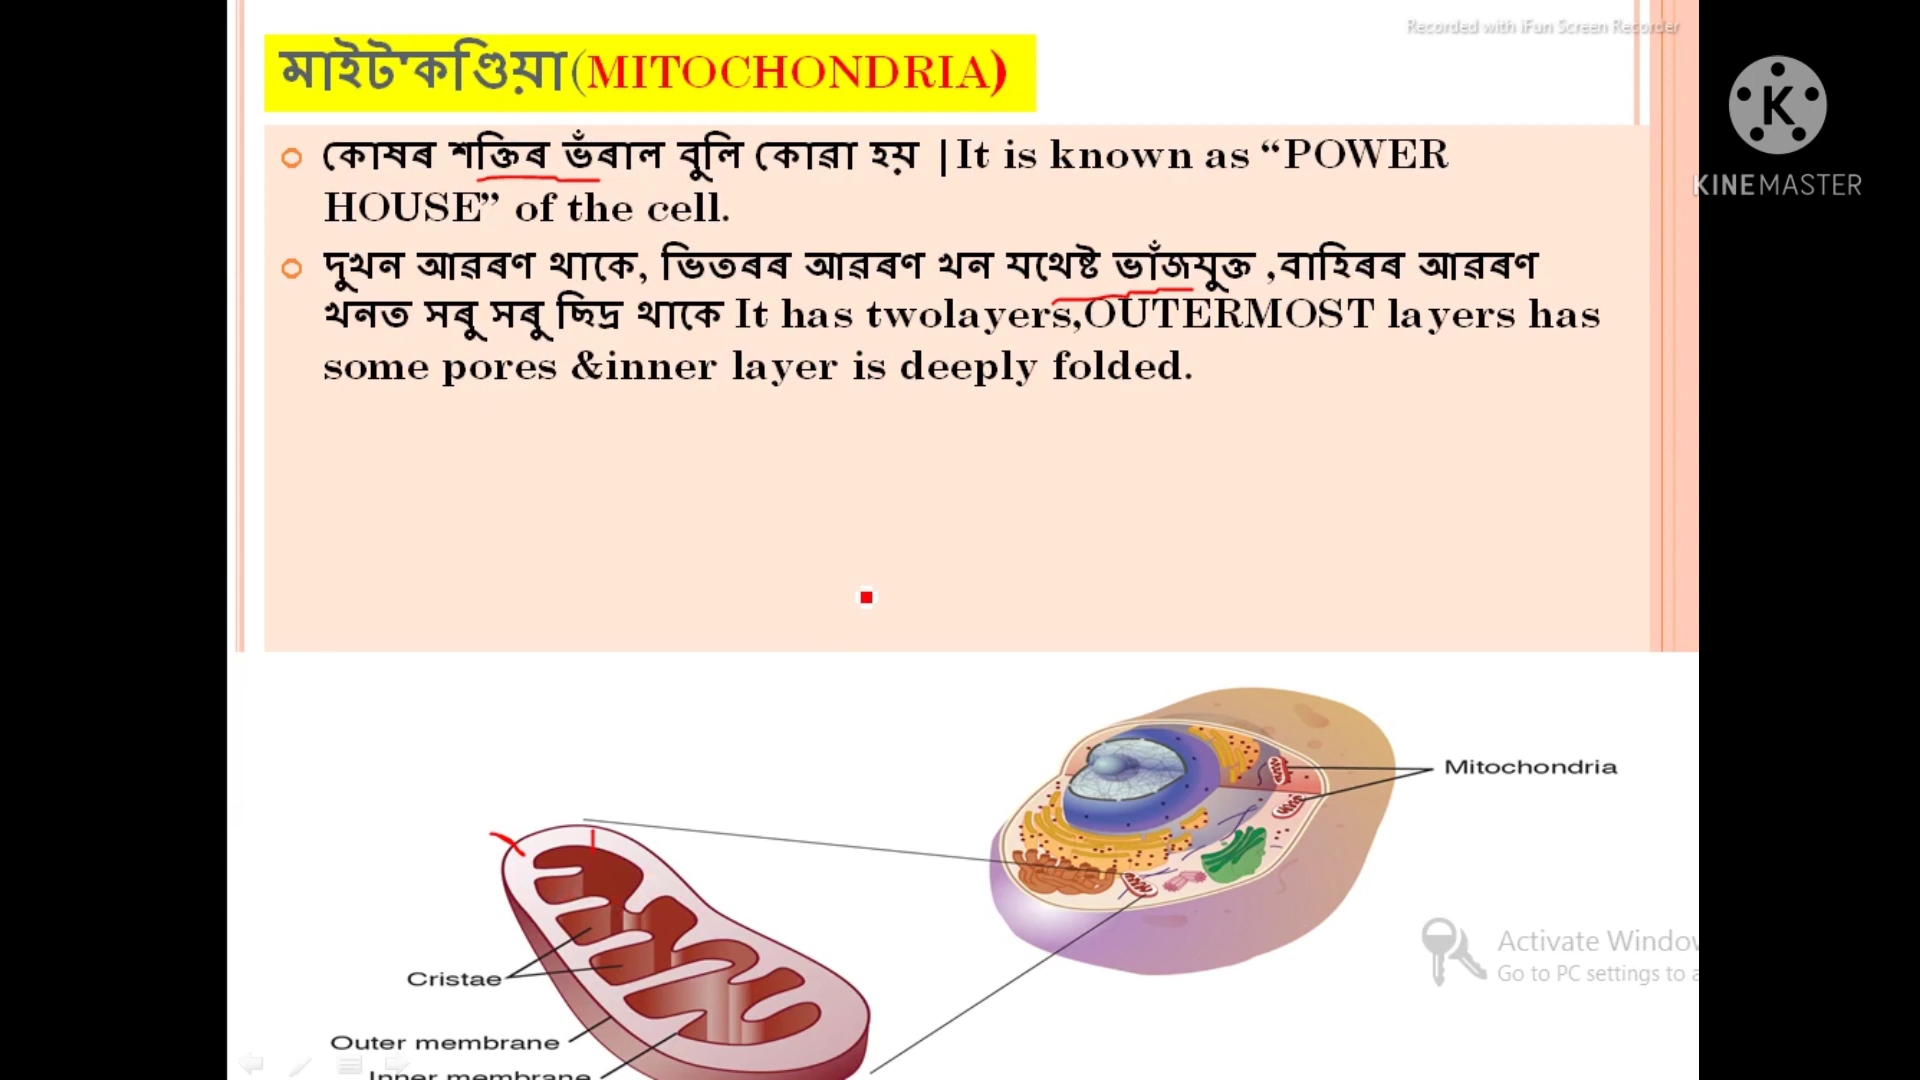 Recorded with iFun Screen Recorder
মাইট'কণ্ডিয়া(MITOCHONDRIA)
K
KINEMASTER
কোষৰ শক্তিৰ ভঁৰাল বুলি কোৱা হয় |It is known as “POWER
HOUSE” of the cell.
দুখন আৱৰণ থাকে, ভিতৰৰ আৱৰণ খন যথেষ্ট ভাঁজযুক্ত ,বাহিৰৰ আৱৰণ
খনত সৰু সৰু ছিদ্ৰ থাকে It has twolayers,OUTERMOST layers has
some pores &inner layer is deeply folded.
Mitochondria
Activate Window
Go to PC settings to a
Cristae
Outer membrane
Inner membrane